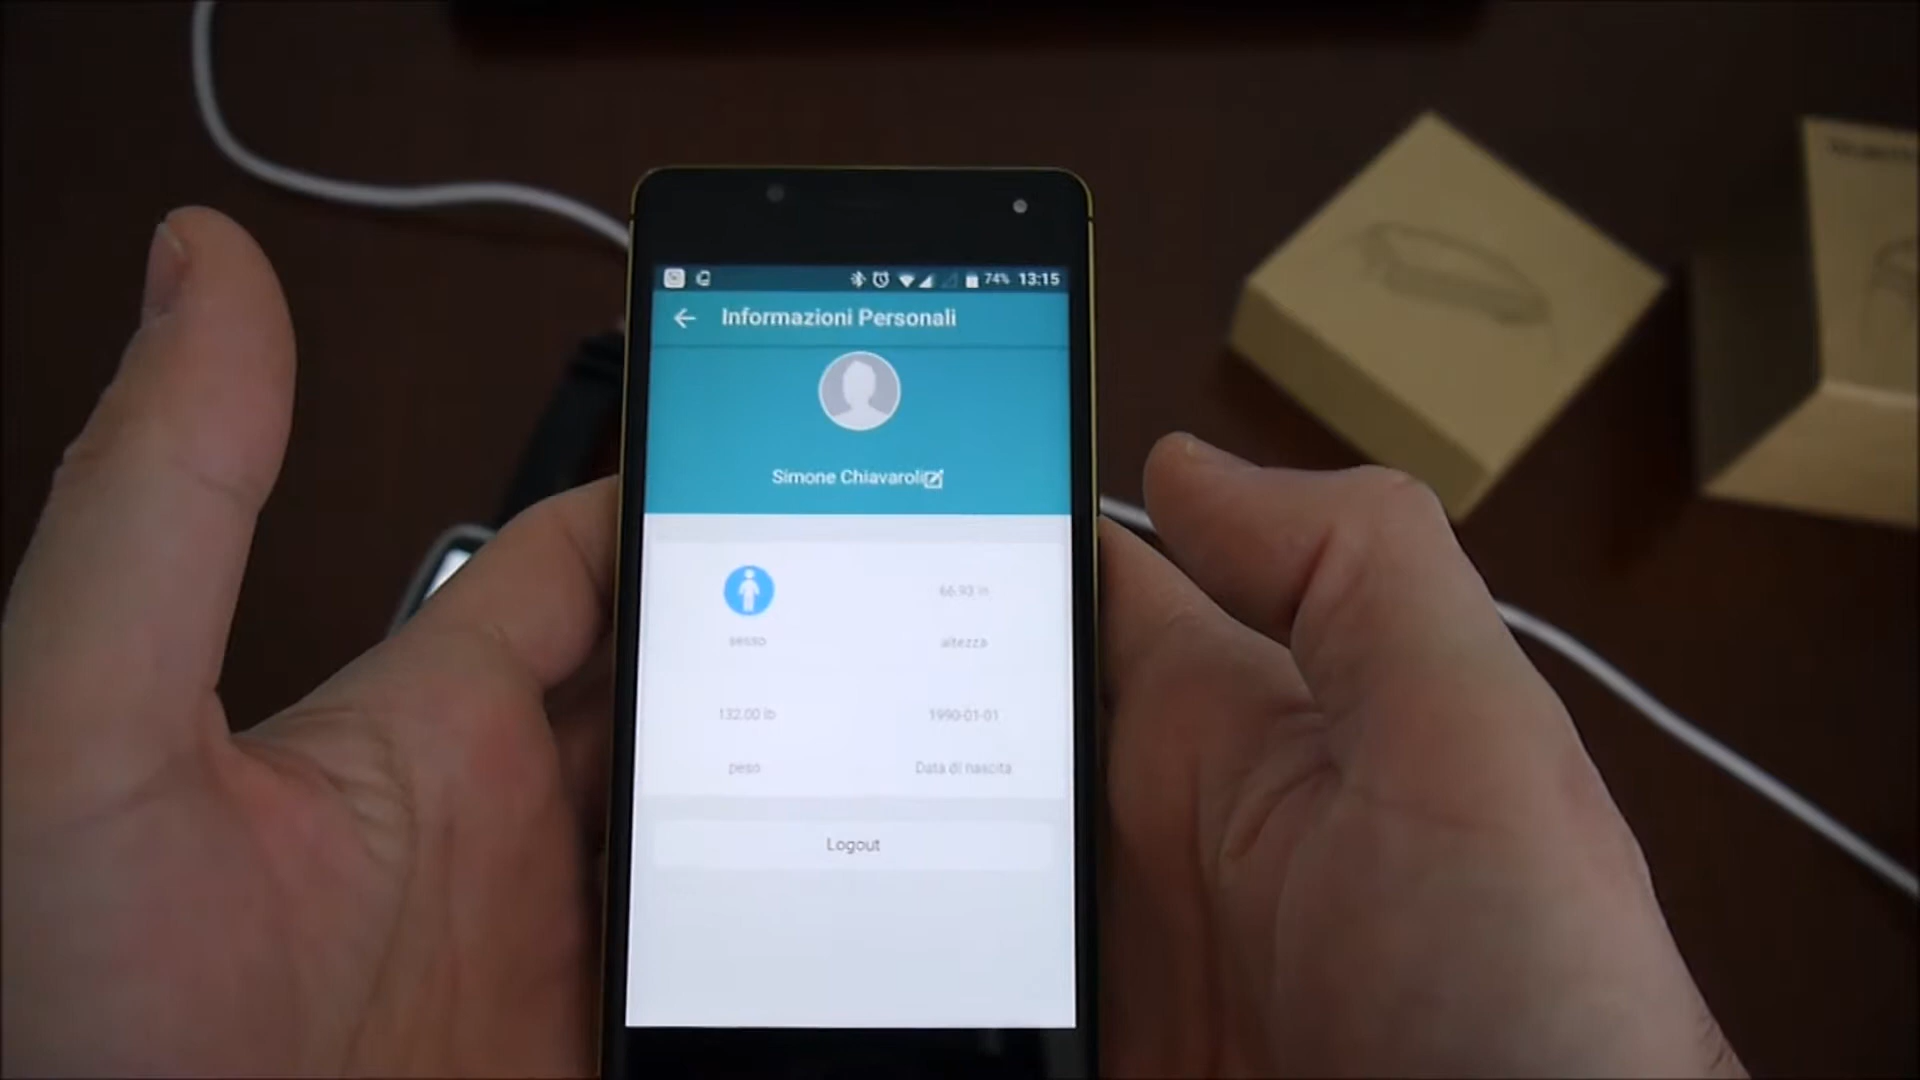 74% 13:15
Informazioni Personali
Simone Chiavaroli
66.93 in
sesso
altezza
132.00 lb
1990-01-01
peso
Data di nascita
Logout